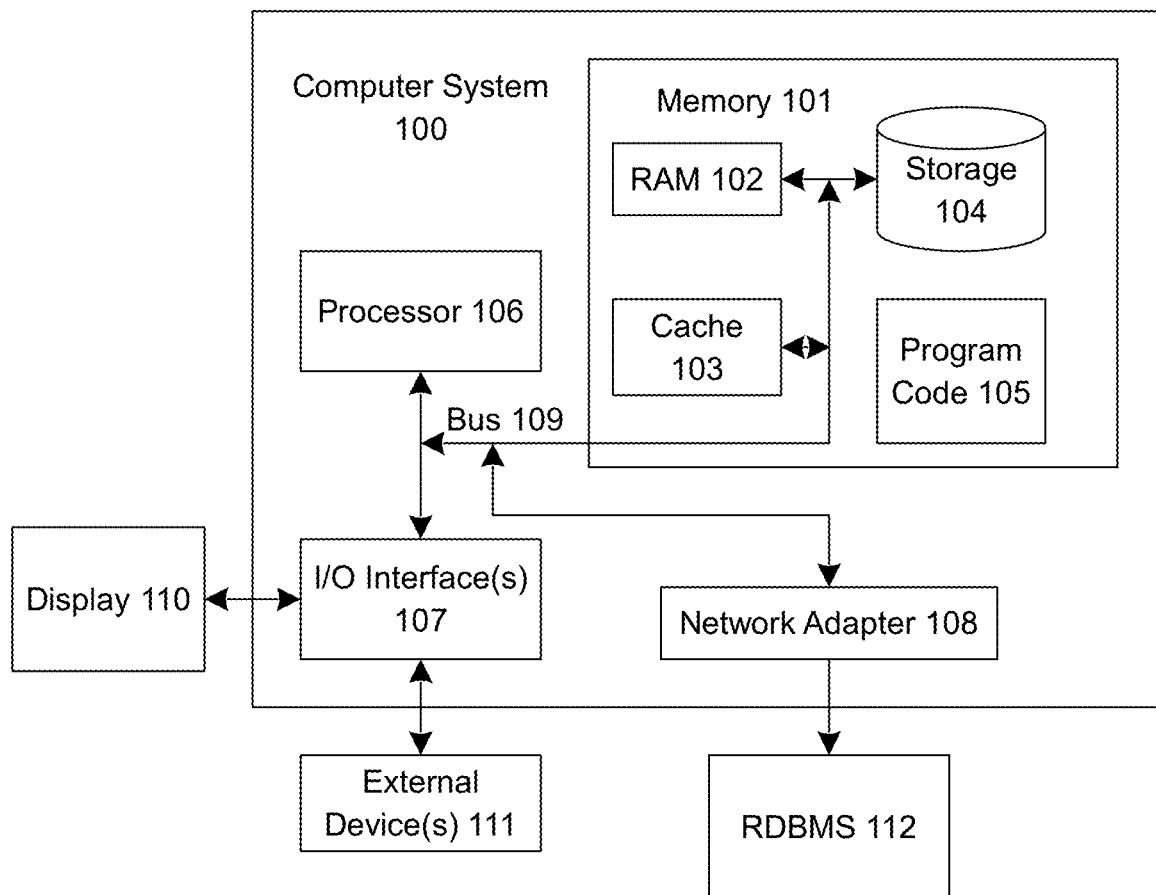 Computer System
100
Memory 101
RAM 102
Storage
104
Processor 106
Cache
103
Program
Code 105
Bus 109
Display 110
I/O Interface(s)
107
Network Adapter 108
External
Device(s) 111
RDBMS 112